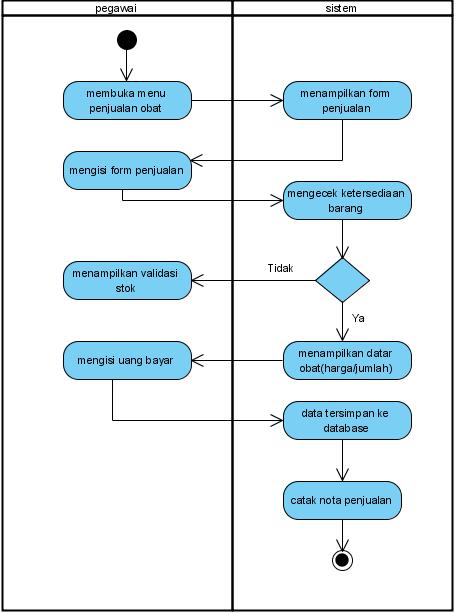 pegawai
sistem
membuka menu
penjualan obat
menampilkan form
penjualan
mengisi form penjualan
mengecek ketersediaan
barang
Tidak
menampilkan validasi
stok
Ya
menampilkan datar
obat(harga/jumlah)
mengisi uang bayar
data tersimpan ke
database
catak nota penjualan